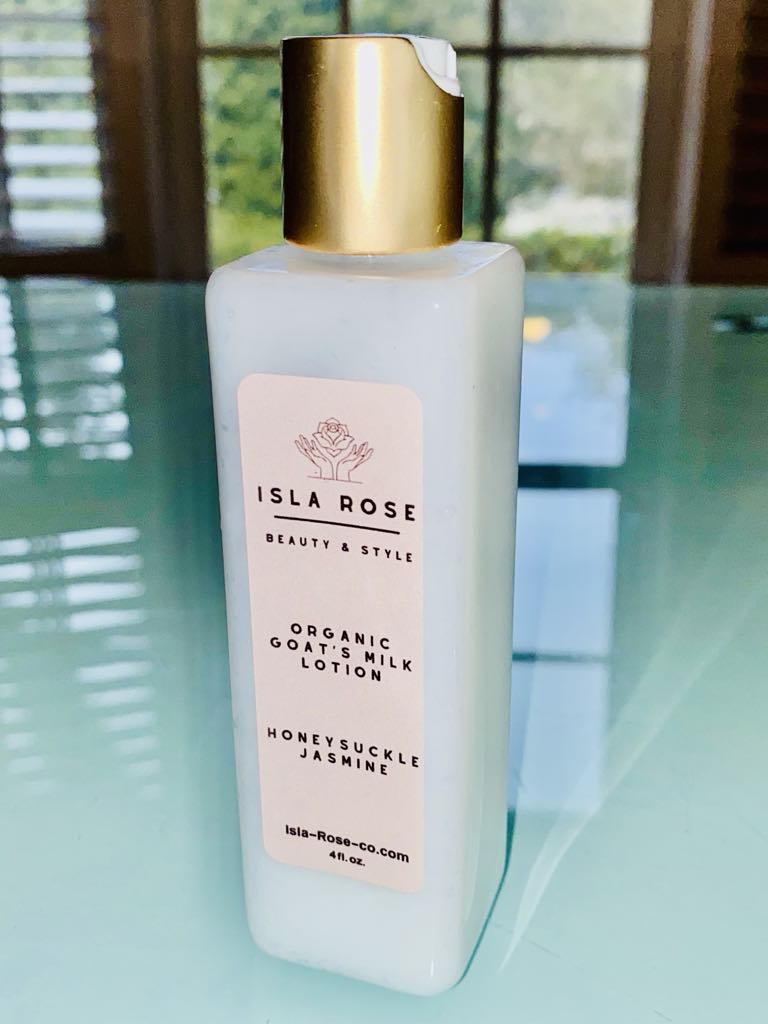 ISLA ROSE
BEAUTY & STYLE
ORGANIC
GOAT'S MILK
LOTION
HONEYSUCKLE
JASMINE
Isla-Rose-co.com
4fl.oz.